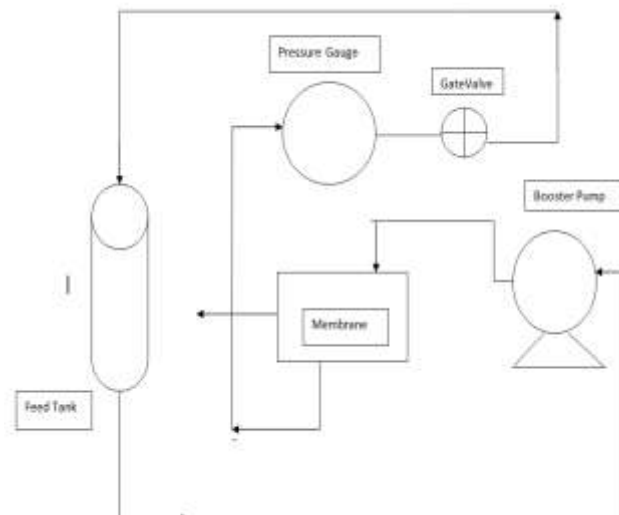 Pressure Gauge
GateValve
Booster Pump
Membrane
Feed Tank